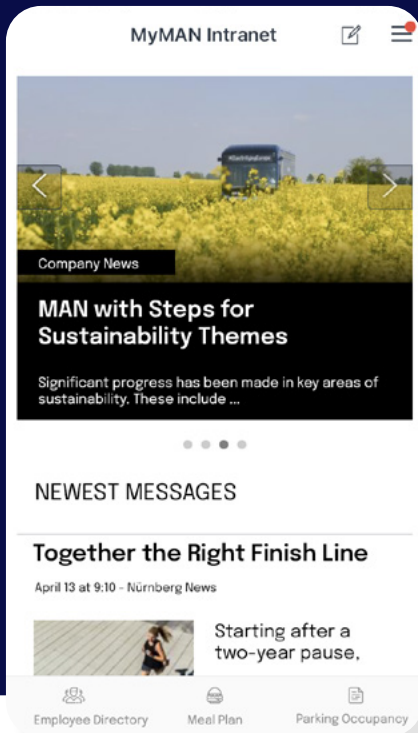 MyMAN Intranet
Company News
MAN with Steps for
Sustainability Themes
Significant progress has been made in key areas of
sustainability. These include ...
NEWEST MESSAGES
Together the Right Finish Line
April 13 at 9:10 - Nürnberg News
Starting after a
two-year pause,
Employee Directory
Meal Plan
Parking Occupancy